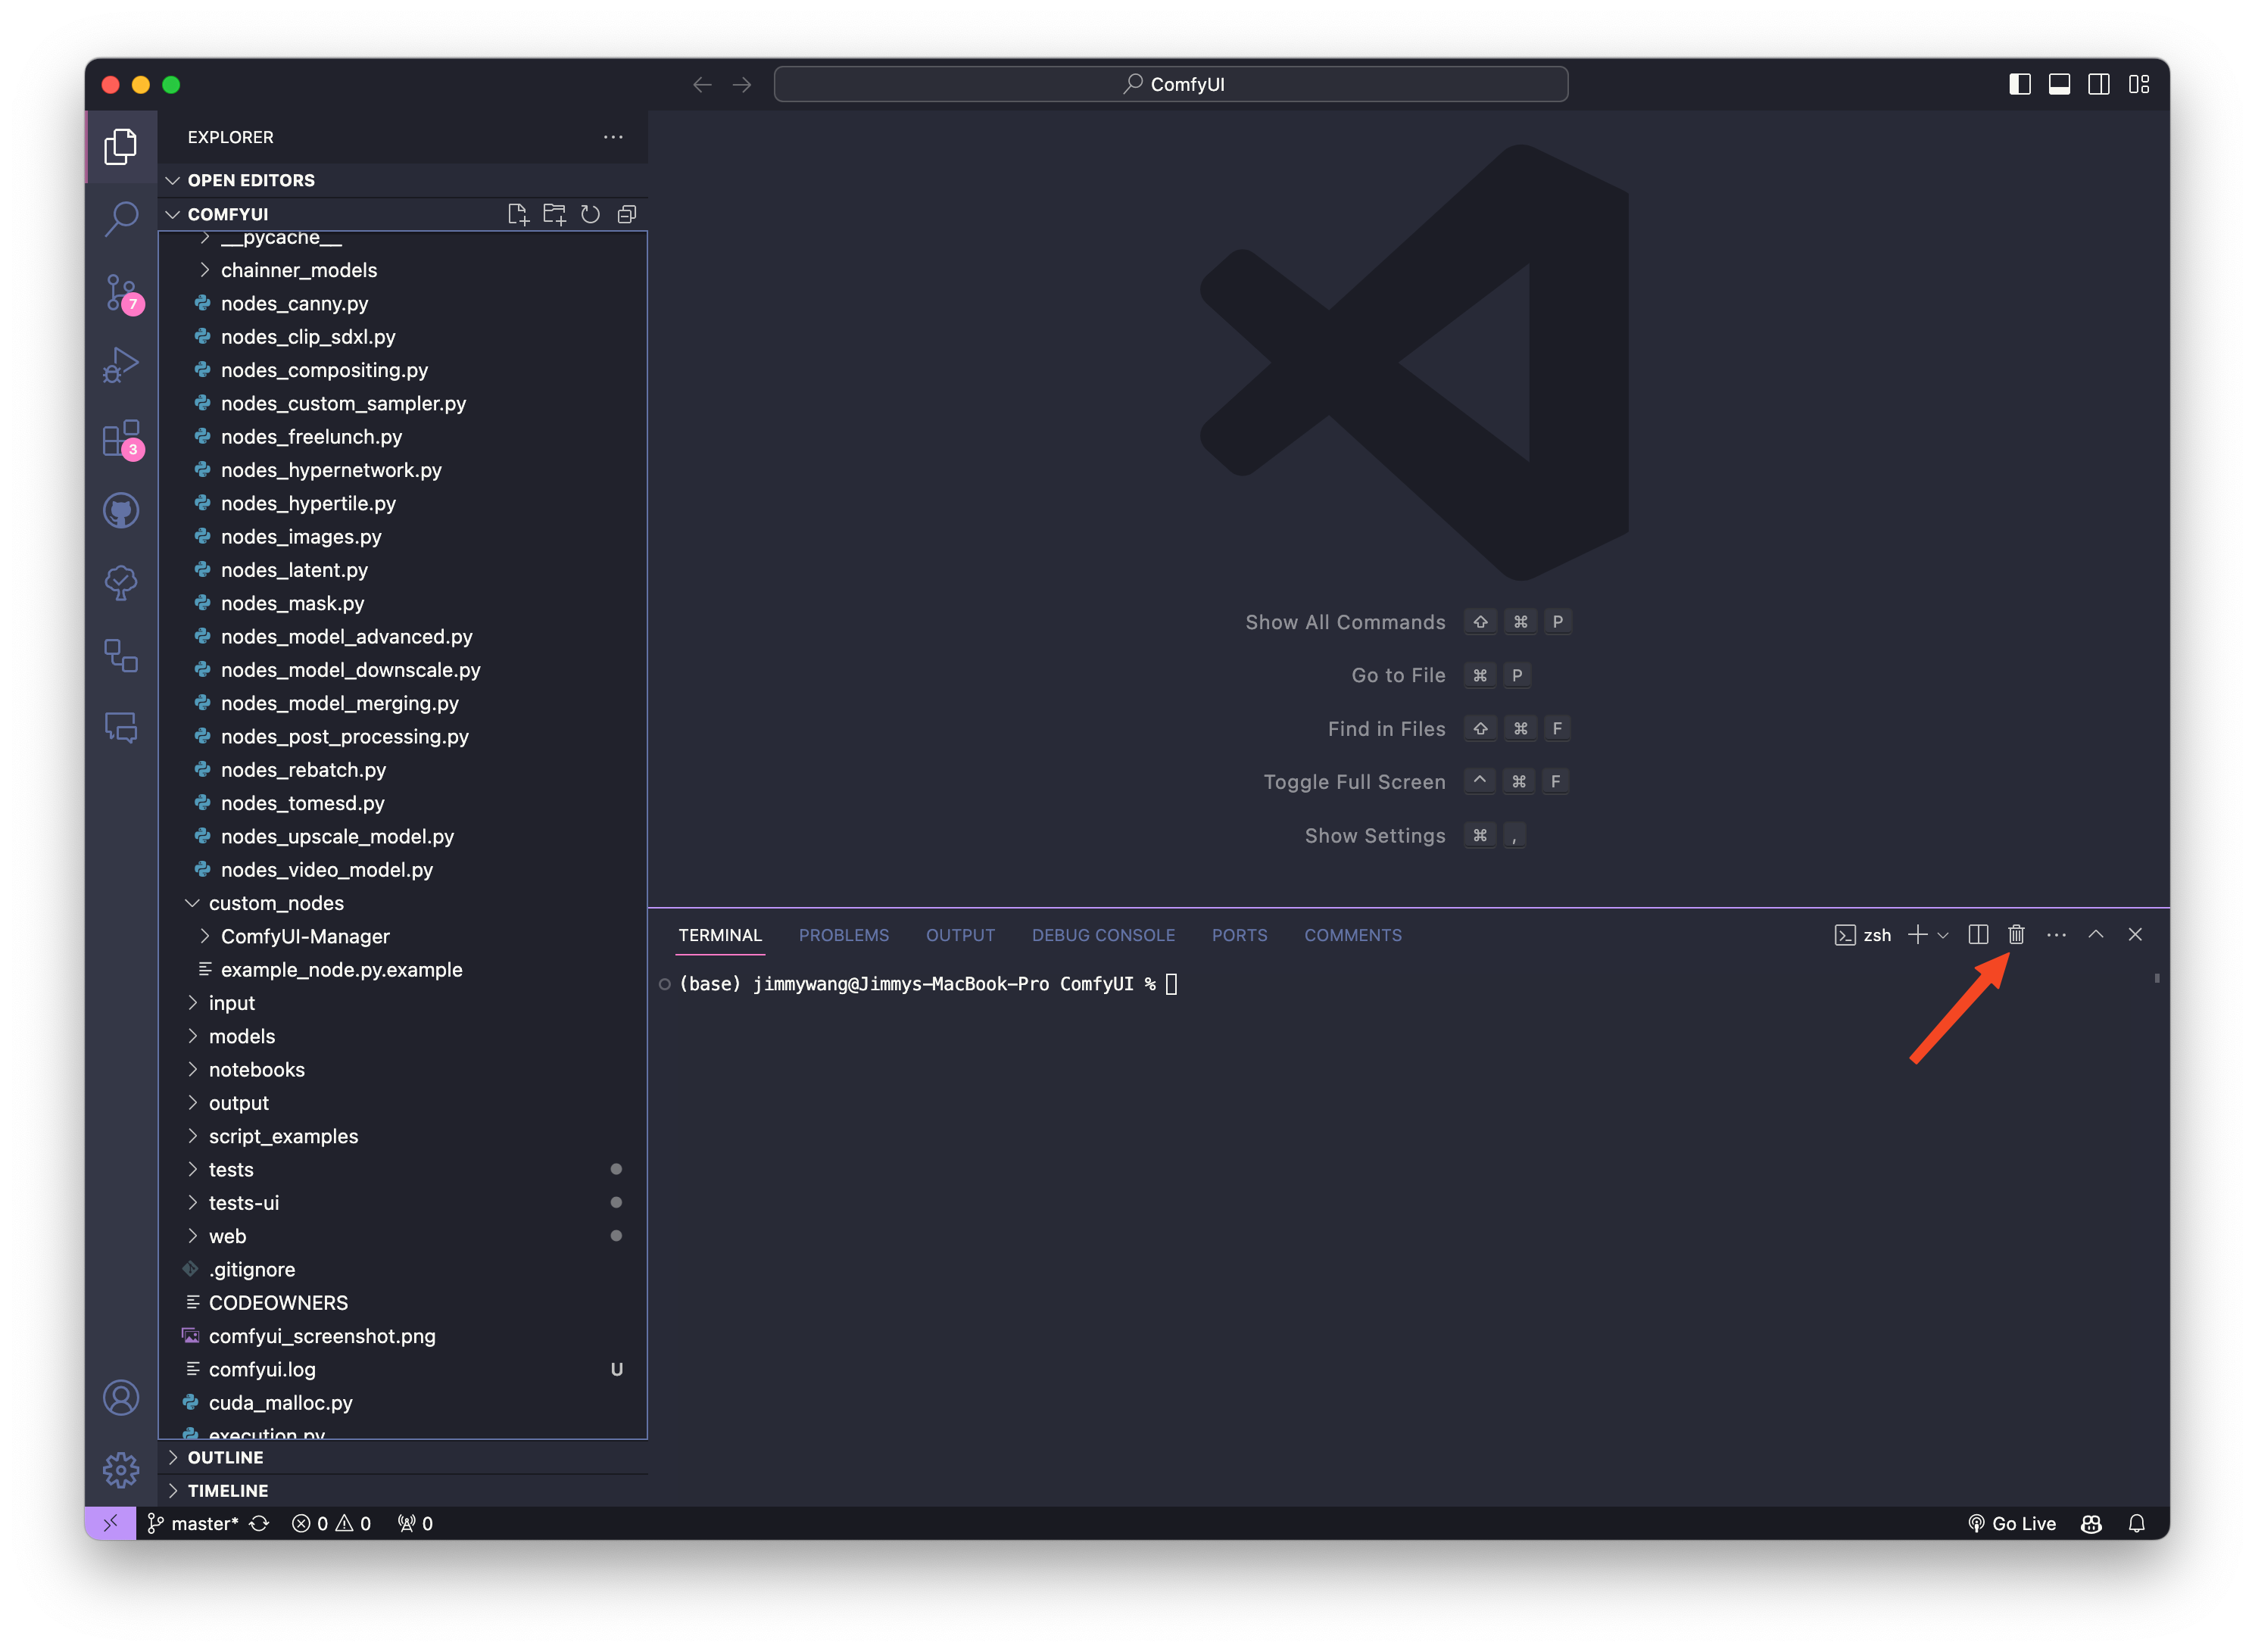 ComfyUI
EXPLORER
OPEN EDITORS
COMFYUI
__pycache__
chainner_models
nodes_canny.py
nodes_clip_sdxl.py
nodes_compositing.py
nodes_custom_sampler.py
nodes_freelunch.py
nodes_hypernetwork.py
nodes_hypertile.py
nodes_images.py
nodes_latent.py
nodes_mask.py
nodes_model_advanced.py
nodes_model_downscale.py
nodes_model_merging.py
nodes_post_processing.py
nodes_rebatch.py
nodes_tomesd.py
nodes_upscale_model.py
nodes_video_model.py
custom_nodes
ComfyUI-Manager
example_node.py.example
input
models
notebooks
output
script_examples
tests
tests-ui
web
.gitignore
CODEOWNERS
comfyui_screenshot.png
comfyui.log U
cuda_malloc.py
execution.py
OUTLINE
TIMELINE
7
3
Show All Commands ⇧ ⌘ P
Go to File ⌘ P
Find in Files ⇧ ⌘ F
Toggle Full Screen ^ ⌘ F
Show Settings ⌘ ,
TERMINAL PROBLEMS OUTPUT DEBUG CONSOLE PORTS COMMENTS zsh
(base) jimmywang@Jimmys-MacBook-Pro ComfyUI %
master* 0 0 0 Go Live